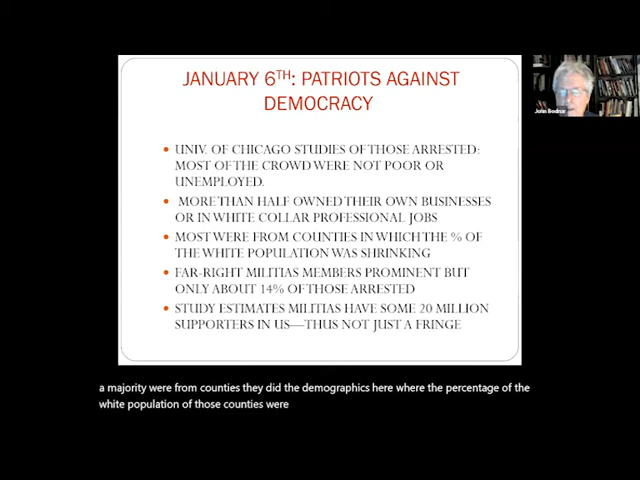 JANUARY 6TH: PATRIOTS AGAINST
DEMOCRACY
John Bodnar
• UNIV. OF CHICAGO STUDIES OF THOSE ARRESTED:
MOST OF THE CROWD WERE NOT POOR OR
UNEMPLOYED.
• MORE THAN HALF OWNED THEIR OWN BUSINESSES
OR IN WHITE COLLAR PROFESSIONAL JOBS
• MOST WERE FROM COUNTIES IN WHICH THE % OF
THE WHITE POPULATION WAS SHRINKING
• FAR-RIGHT MILITIAS MEMBERS PROMINENT BUT
ONLY ABOUT 14% OF THOSE ARRESTED
• STUDY ESTIMATES MILITIAS HAVE SOME 20 MILLION
SUPPORTERS IN US—THUS NOT JUST A FRINGE
a majority were from counties they did the demographics here where the percentage of the
white population of those counties were